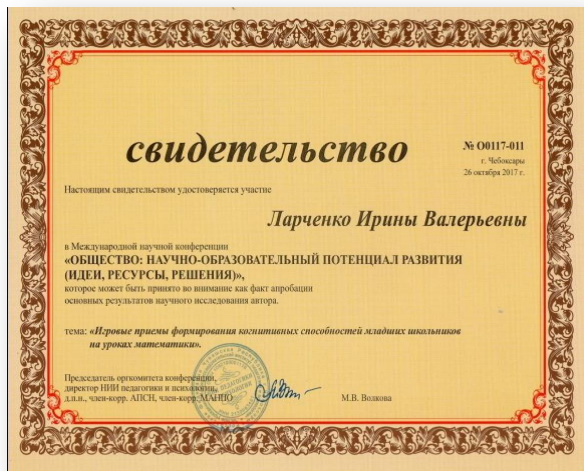 свидетельство
№ О0117-011
г. Чебоксары
26 октября 2017 г.
Настоящим свидетельством удостоверяется участие
Ларченко Ирины Валерьевны
в Международной научной конференции
«ОБЩЕСТВО: НАУЧНО-ОБРАЗОВАТЕЛЬНЫЙ ПОТЕНЦИАЛ РАЗВИТИЯ
(ИДЕИ, РЕСУРСЫ, РЕШЕНИЯ)»,
которое может быть принято во внимание как факт апробации
основных результатов научного исследования автора.
тема: «Игровые приемы формирования когнитивных способностей младших школьников
на уроках математики».
Председатель оргкомитета конференции,
директор НИИ педагогики и психологии,
д.п.н., член-корр. АПСН, член-корр. МАНПО
М.В. Волкова